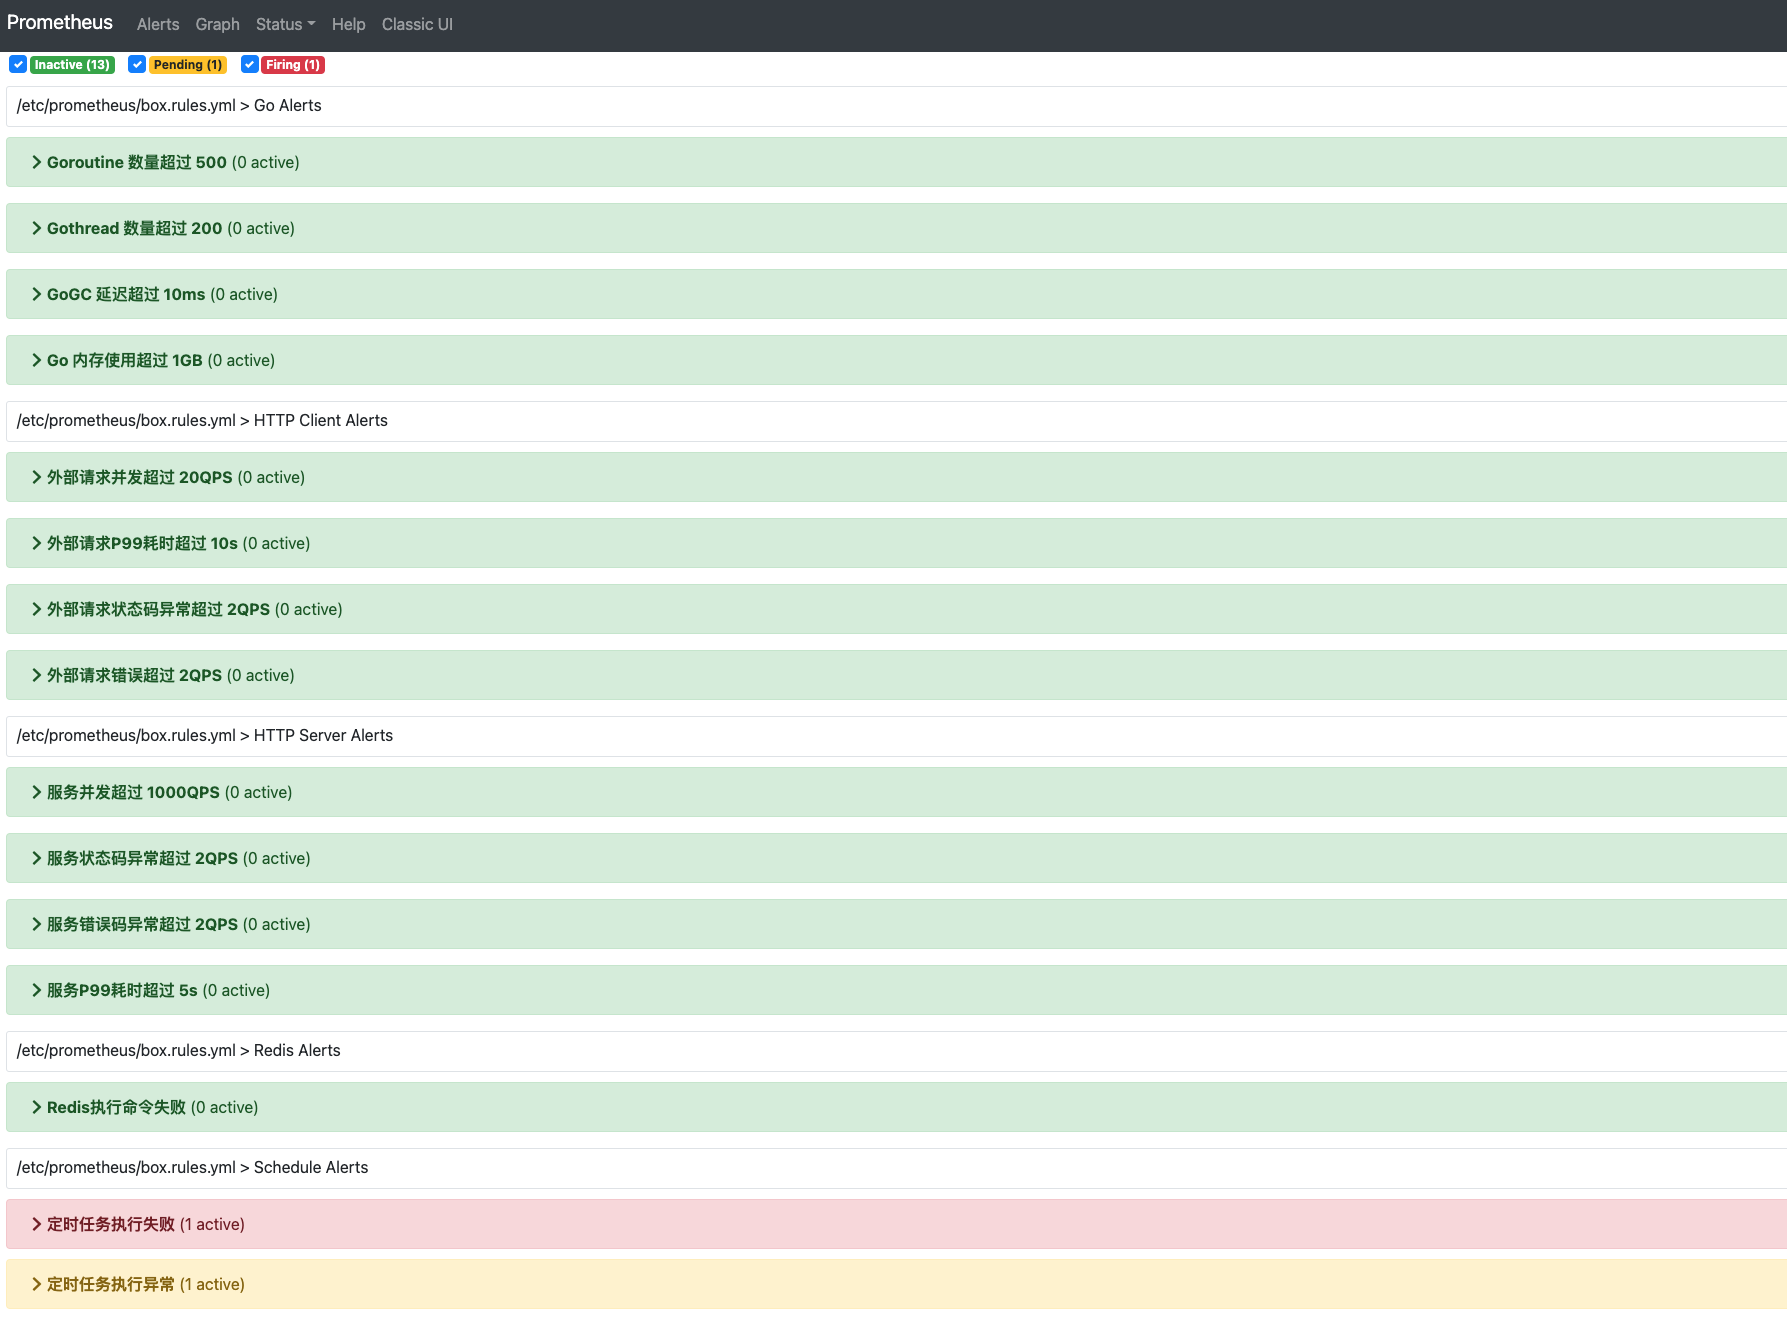 Prometheus Alerts Graph Status Help Classic UI
Inactive (13) Pending (1) Firing (1)
/etc/prometheus/box.rules.yml > Go Alerts
Goroutine 数量超过 500 (0 active)
Gothread 数量超过 200 (0 active)
GoGC 延迟超过 10ms (0 active)
Go 内存使用超过 1GB (0 active)
/etc/prometheus/box.rules.yml > HTTP Client Alerts
外部请求并发超过 20QPS (0 active)
外部请求P99耗时超过 10s (0 active)
外部请求状态码异常超过 2QPS (0 active)
外部请求错误超过 2QPS (0 active)
/etc/prometheus/box.rules.yml > HTTP Server Alerts
服务并发超过 1000QPS (0 active)
服务状态码异常超过 2QPS (0 active)
服务错误码异常超过 2QPS (0 active)
服务P99耗时超过 5s (0 active)
/etc/prometheus/box.rules.yml > Redis Alerts
Redis执行命令失败 (0 active)
/etc/prometheus/box.rules.yml > Schedule Alerts
定时任务执行失败 (1 active)
定时任务执行异常 (1 active)